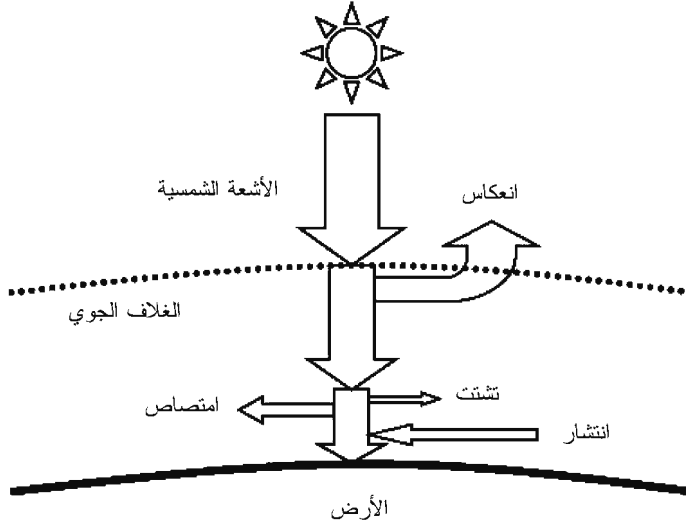 انعكاس
الأشعة الشمسية
الغلاف الجوي
تشتت
امتصاص
انتشار
الأرض